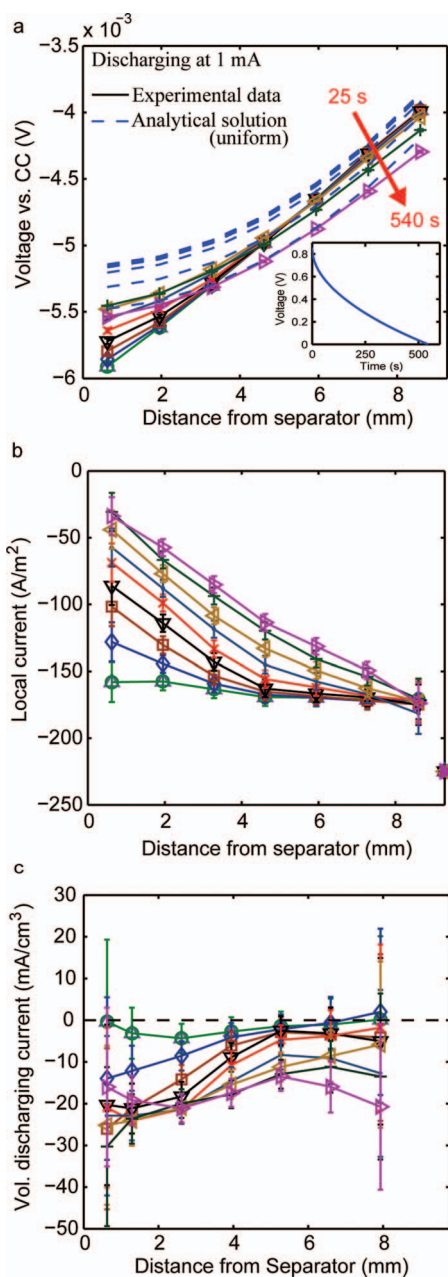 a
× 10⁻³
−3.5
Discharging at 1 mA
Experimental data
Analytical solution
(uniform)
25 s
540 s
−4
−4.5
−5
−5.5
−6
Voltage vs. CC (V)
0.8
0.6
0.4
0.2
0
Voltage (V)
0 250 500
Time (s)
0 2 4 6 8
Distance from separator (mm)
b
0
−50
−100
−150
−200
−250
Local current (A/m²)
0 2 4 6 8
Distance from separator (mm)
c
30
20
10
0
−10
−20
−30
−40
−50
Vol. discharging current (mA/cm³)
0 2 4 6 8
Distance from Separator (mm)